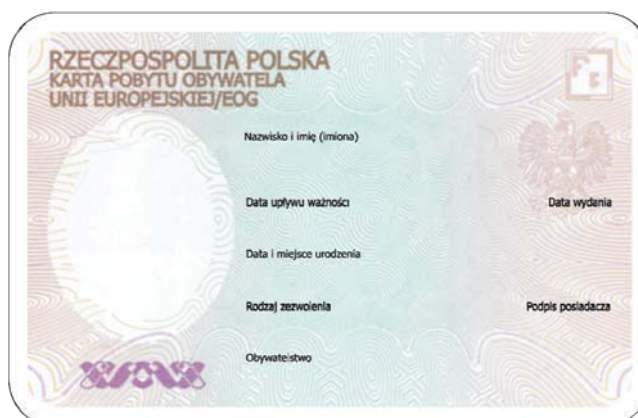 RZECZPOSPOLITA POLSKA
KARTA POBYTU OBYWATELA
UNII EUROPEJSKIEJ/EOG
Nazwisko i imię (imiona)
Data upływu ważności
Data wydania
Data i miejsce urodzenia
Rodzaj zezwolenia
Podpis posiadacza
Obywatelstwo